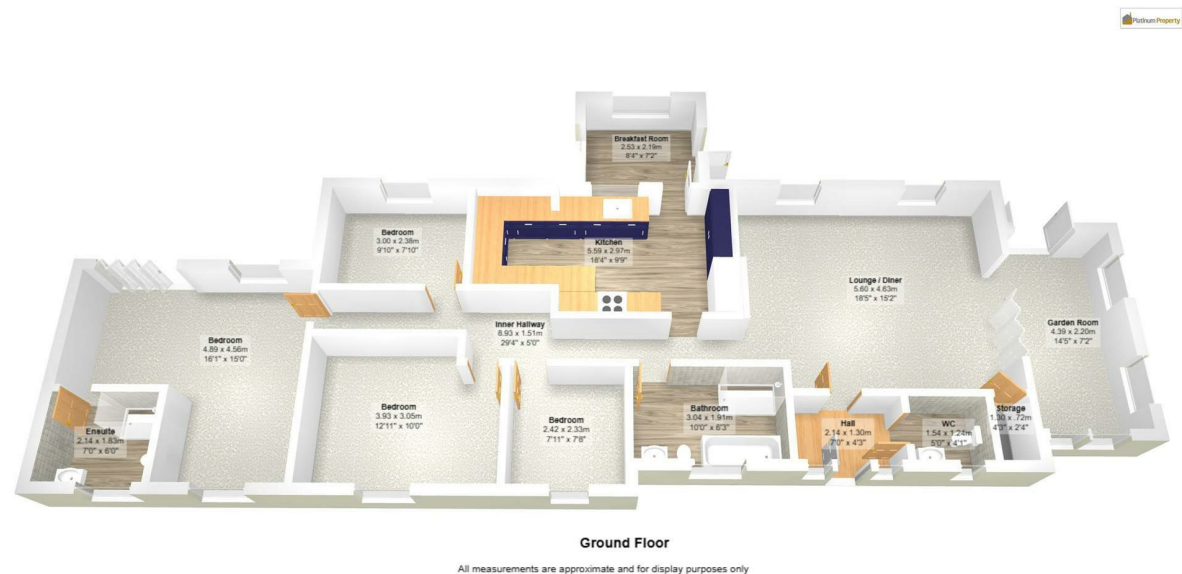 Platinum Property
Breakfast Room
2.53 x 2.19m
8'4" x 7'2"
Bedroom
3.00 x 2.38m
9'10" x 7'10"
Kitchen
5.59 x 2.97m
18'4" x 9'9"
Lounge / Diner
5.60 x 4.63m
18'5" x 15'2"
Garden Room
4.39 x 2.20m
14'5" x 7'2"
Inner Hallway
8.93 x 1.51m
29'4" x 5'0"
Bedroom
4.89 x 4.56m
16'1" x 15'0"
Bedroom
3.93 x 3.05m
12'11" x 10'0"
Bedroom
2.42 x 2.33m
7'11" x 7'8"
Bathroom
3.04 x 1.91m
10'0" x 6'3"
Hall
2.14 x 1.30m
7'0" x 4'3"
WC
1.54 x 1.24m
5'0" x 4'1"
Storage
1.30 x .72m
4'3" x 2'4"
Ensuite
2.14 x 1.83m
7'0" x 6'0"
Ground Floor
All measurements are approximate and for display purposes only